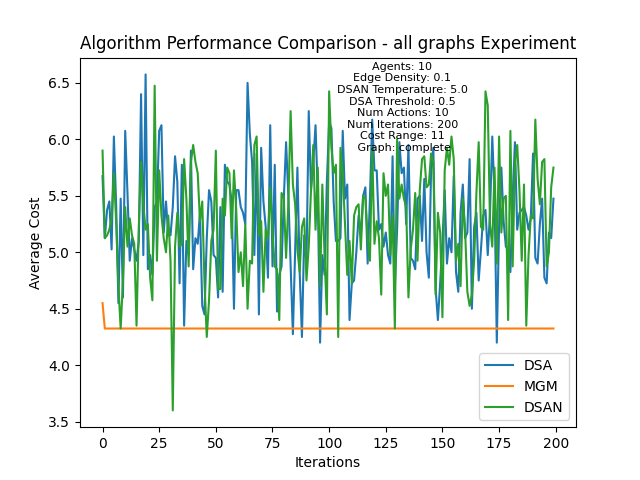 Algorithm Performance Comparison - all graphs Experiment
Agents: 10
Edge Density: 0.1
DSAN Temperature: 5.0
DSA Threshold: 0.5
Num Actions: 10
Num Iterations: 200
Cost Range: 11
Graph: complete
Average Cost
6.5
6.0
5.5
5.0
4.5
4.0
3.5
0
25
50
75
100
125
150
175
200
Iterations
DSA
MGM
DSAN